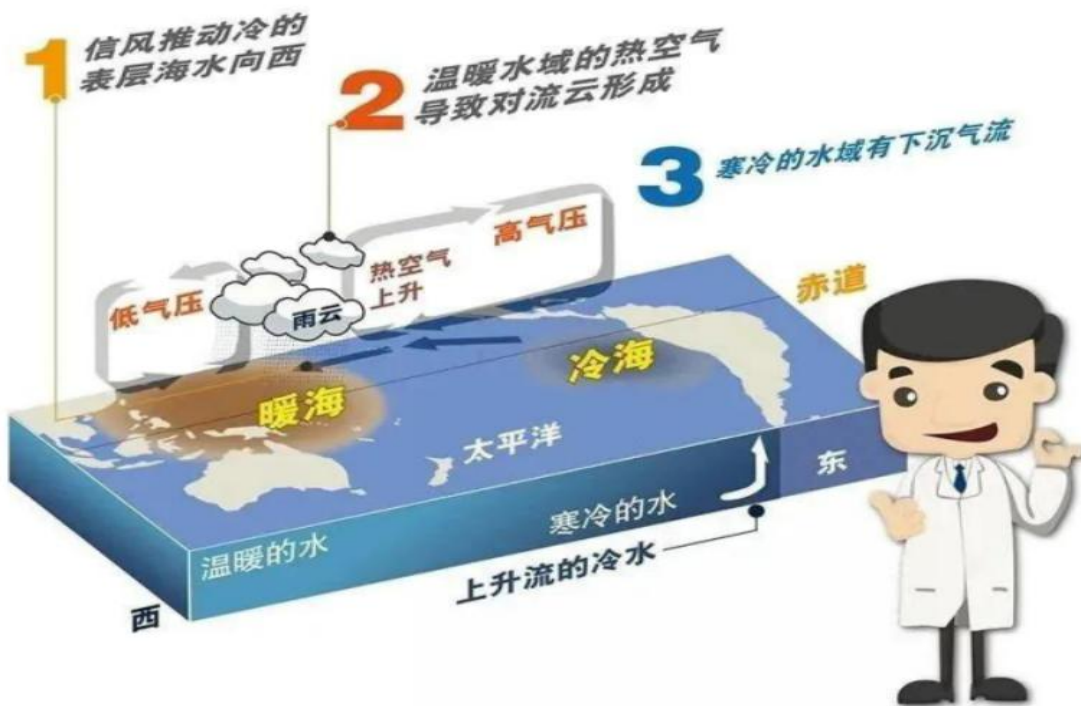 1
信风推动冷的
表层海水向西
2
温暖水域的热空气
导致对流云形成
3
寒冷的水域有下沉气流
高气压
热空气
上升
低气压
雨云
赤道
冷海
暖海
太平洋
东
寒冷的水
温暖的水
上升流的冷水
西